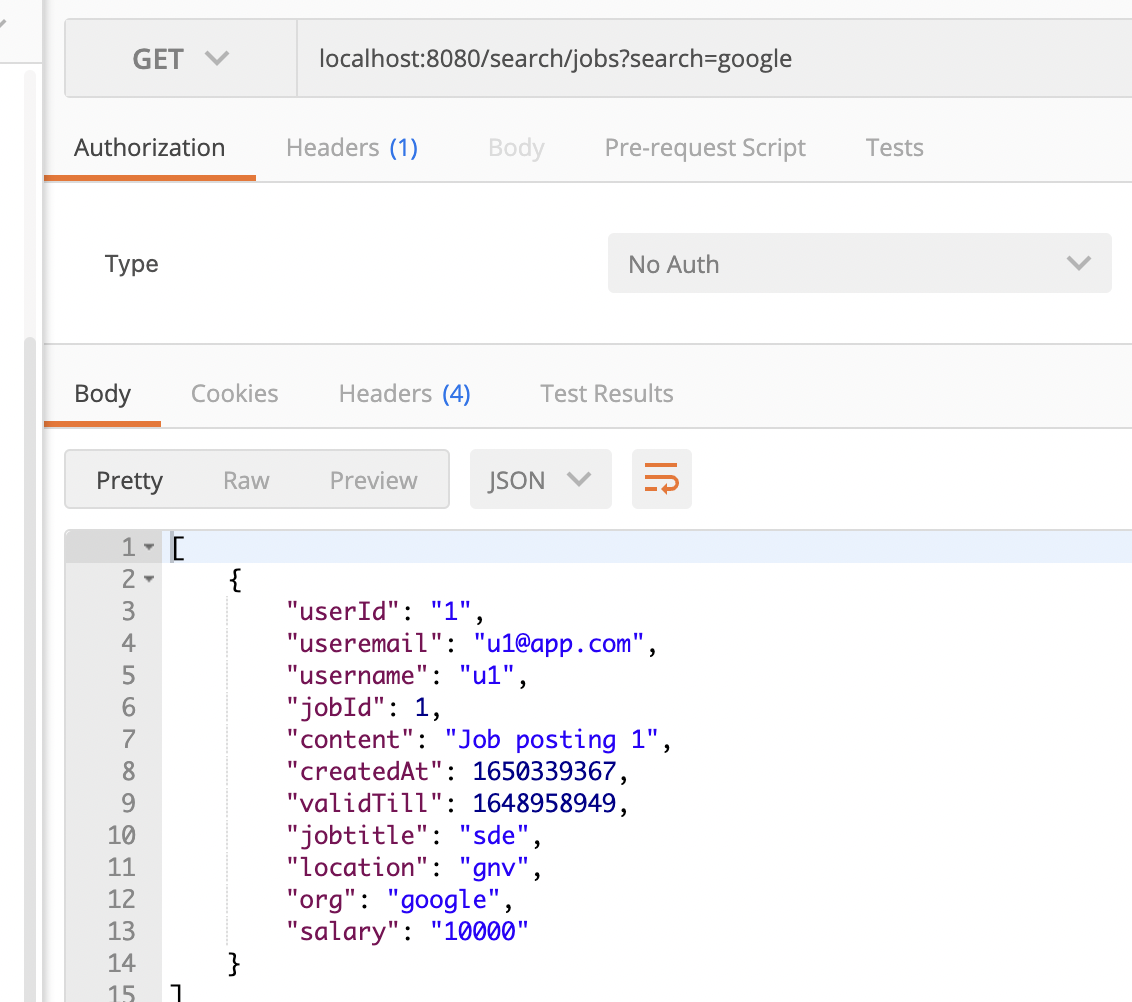 GET localhost:8080/search/jobs?search=google
Authorization Headers (1) Body Pre-request Script Tests
Type No Auth
Body Cookies Headers (4) Test Results
Pretty Raw Preview JSON
1 [
2 {
3 "userId": "1",
4 "useremail": "u1@app.com",
5 "username": "u1",
6 "jobId": 1,
7 "content": "Job posting 1",
8 "createdAt": 1650339367,
9 "validTill": 1648958949,
10 "jobtitle": "sde",
11 "location": "gnv",
12 "org": "google",
13 "salary": "10000"
14 }
15 ]